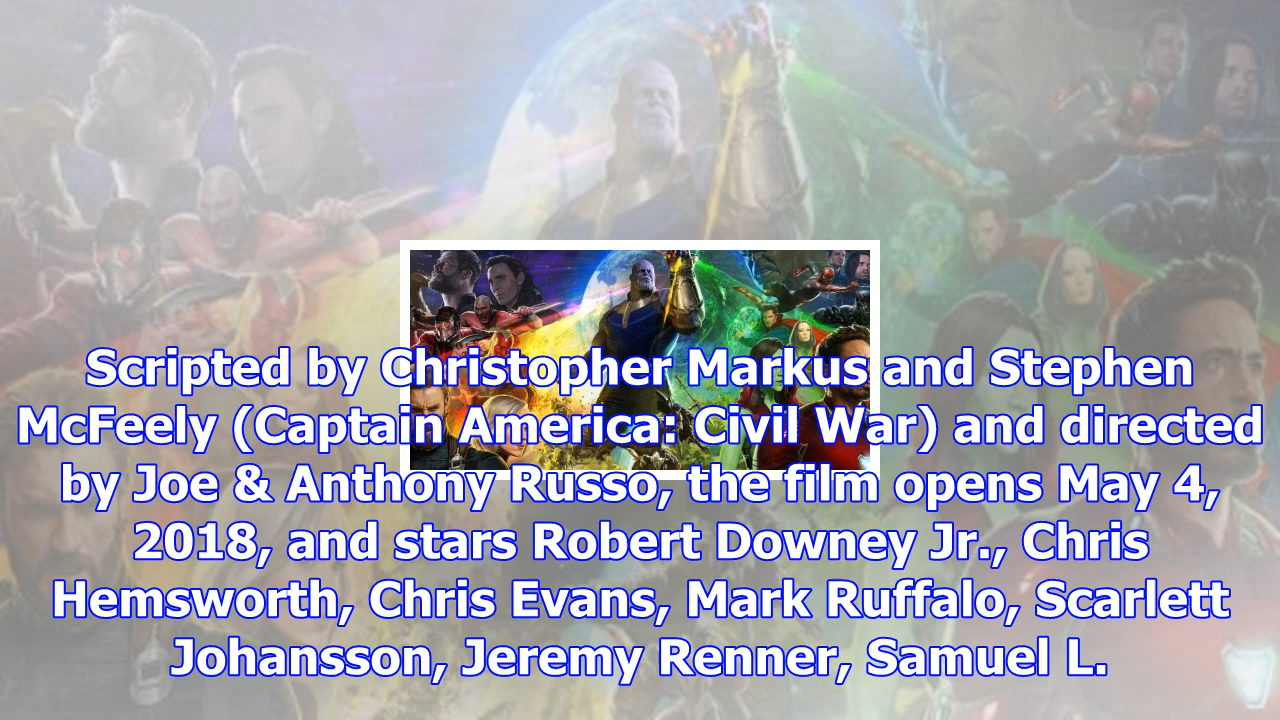 Scripted by Christopher Markus and Stephen
McFeely (Captain America: Civil War) and directed
by Joe & Anthony Russo, the film opens May 4,
2018, and stars Robert Downey Jr., Chris
Hemsworth, Chris Evans, Mark Ruffalo, Scarlett
Johansson, Jeremy Renner, Samuel L.